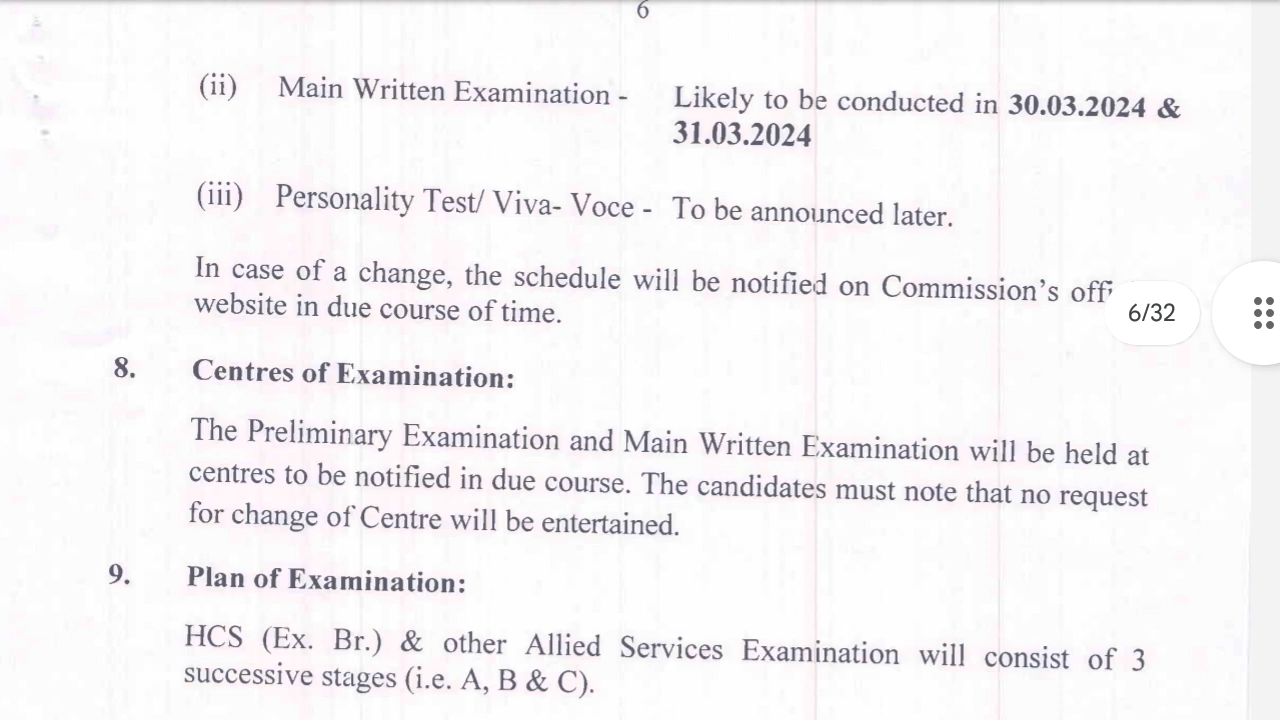 6
(ii) Main Written Examination - Likely to be conducted in 30.03.2024 &
31.03.2024
(iii) Personality Test/ Viva- Voce - To be announced later.
In case of a change, the schedule will be notified on Commission's
website in due course of time.
6/32
8. Centres of Examination:
The Preliminary Examination and Main Written Examination will be held at
centres to be notified in due course. The candidates must note that no request
for change of Centre will be entertained.
9. Plan of Examination:
HCS (Ex. Br.) & other Allied Services Examination will consist of 3
successive stages (i.e. A, B & C).